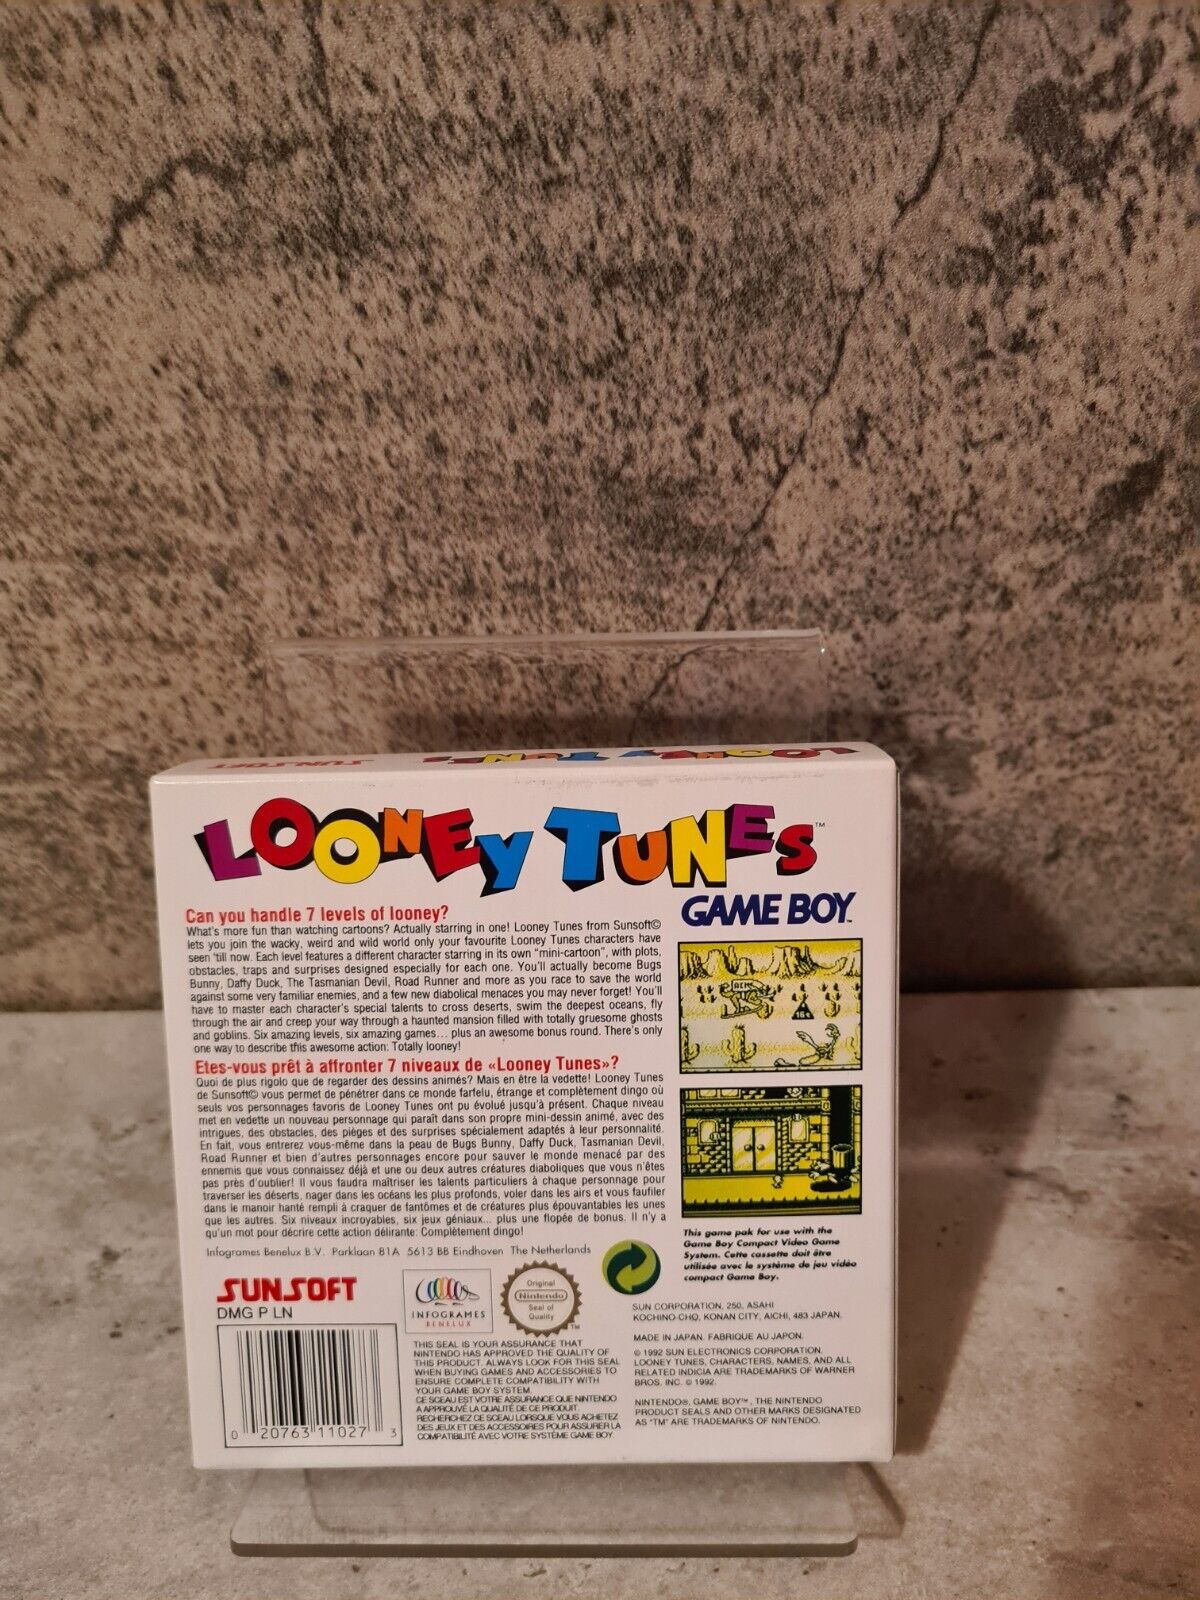 SUNSOFT LOONEY TUNES
LOONEY TUNES™
GAME BOY™
Can you handle 7 levels of looney?
What's more fun than watching cartoons? Actually starring in one! Looney Tunes from Sunsoft©
lets you join the wacky, weird and wild world only your favourite Looney Tunes characters have
seen 'till now. Each level features a different character starring in its own "mini-cartoon", with plots,
obstacles, traps and surprises designed especially for each one. You'll actually become Bugs
Bunny, Daffy Duck, The Tasmanian Devil, Road Runner and more as you race to save the world
against some very familiar enemies, and a few new diabolical menaces you may never forget! You'll
have to master each character's special talents to cross deserts, swim the deepest oceans, fly
through the air and creep your way through a haunted mansion filled with totally gruesome ghosts
and goblins. Six amazing levels, six amazing games... plus an awesome bonus round. There's only
one way to describe this awesome action: Totally looney!
Etes-vous prêt à affronter 7 niveaux de «Looney Tunes»?
Quoi de plus rigolo que de regarder des dessins animés? Mais en être la vedette! Looney Tunes
de Sunsoft© vous permet de pénétrer dans ce monde farfelu, étrange et complètement dingo où
seuls vos personnages favoris de Looney Tunes ont pu évolué jusqu'à présent. Chaque niveau
met en vedette un nouveau personnage qui paraît dans son propre mini-dessin animé, avec des
intrigues, des obstacles, des pièges et des surprises spécialement adaptés à leur personnalité.
En fait, vous entrerez vous-même dans la peau de Bugs Bunny, Daffy Duck, Tasmanian Devil,
Road Runner et bien d'autres personnages encore pour sauver le monde menacé par des
ennemis que vous connaissez déjà et une ou deux autres créatures diaboliques que vous n'êtes
pas près d'oublier! Il vous faudra maîtriser les talents particuliers à chaque personnage pour
traverser les déserts, nager dans les océans les plus profonds, voler dans les airs et vous faufiler
dans le manoir hanté rempli à craquer de fantômes et de créatures plus épouvantables les unes
que les autres. Six niveaux incroyables, six jeux géniaux... plus une flopée de bonus. Il n'y a
qu'un mot pour décrire cette action délirante: Complètement dingo!
Infogrames Benelux B.V. Parklaan 81A 5613 BB Eindhoven The Netherlands
ACME
16t
This game pak for use with the
Game Boy Compact Video Game
System. Cette cassette doit être
utilisée avec le système de jeu vidéo
compact Game Boy.
SUNSOFT
DMG P LN
INFOGRAMES
BENELUX
Original
Nintendo
Seal of
Quality
TM
THIS SEAL IS YOUR ASSURANCE THAT
NINTENDO HAS APPROVED THE QUALITY OF
THIS PRODUCT. ALWAYS LOOK FOR THIS SEAL
WHEN BUYING GAMES AND ACCESSORIES TO
ENSURE COMPLETE COMPATIBILITY WITH
YOUR GAME BOY SYSTEM.
CE SCEAU EST VOTRE ASSURANCE QUE NINTENDO
A APPROUVÉ LA QUALITÉ DE CE PRODUIT.
RECHERCHEZ CE SCEAU LORSQUE VOUS ACHETEZ
DES JEUX ET DES ACCESSOIRES POUR ASSURER LA
COMPATIBILITÉ AVEC VOTRE SYSTÈME GAME BOY.
SUN CORPORATION, 250, ASAHI
KOCHINO-CHO, KONAN CITY, AICHI, 483 JAPAN.
MADE IN JAPAN. FABRIQUE AU JAPON.
© 1992 SUN ELECTRONICS CORPORATION.
LOONEY TUNES, CHARACTERS, NAMES, AND ALL
RELATED INDICIA ARE TRADEMARKS OF WARNER
BROS. INC. © 1992.
NINTENDO®, GAME BOY™, THE NINTENDO
PRODUCT SEALS AND OTHER MARKS DESIGNATED
AS "TM" ARE TRADEMARKS OF NINTENDO.
0 20763 11027 3